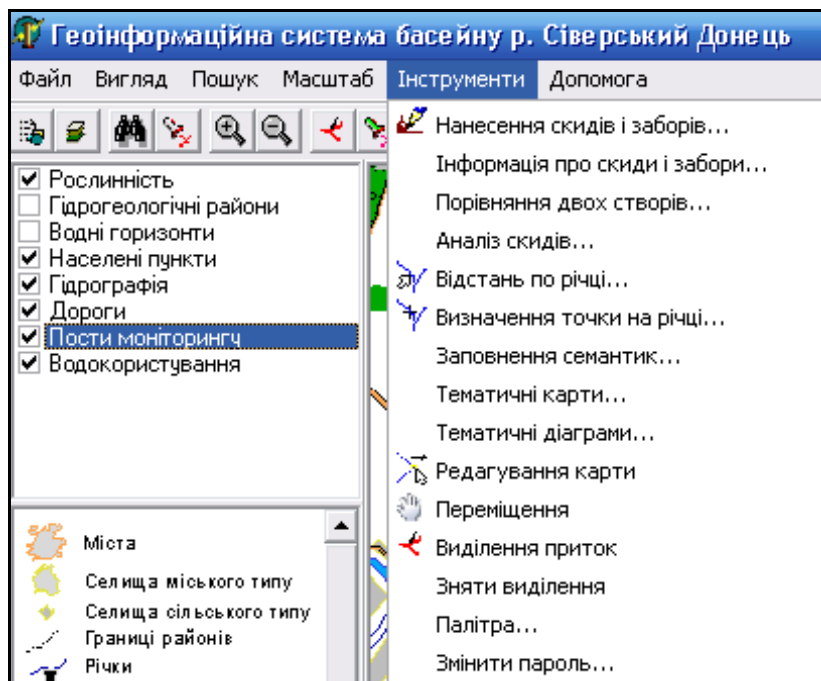 Геоінформаційна система басейну р. Сіверський Донець
Файл Вигляд Пошук Масштаб Інструменти Допомога
Рослинність
Гідрогеологічні райони
Водні горизонти
Населені пункти
Гідрографія
Дороги
Пости моніторингу
Водокористування
Міста
Селища міського типу
Селища сільського типу
Границі районів
Річки
Нанесення скидів і заборів...
Інформація про скиди і забори...
Порівняння двох створів...
Аналіз скидів...
Відстань по річці...
Визначення точки на річці...
Заповнення семантик...
Тематичні карти...
Тематичні діаграми...
Редагування карти
Переміщення
Виділення приток
Зняти виділення
Палітра...
Змінити пароль...